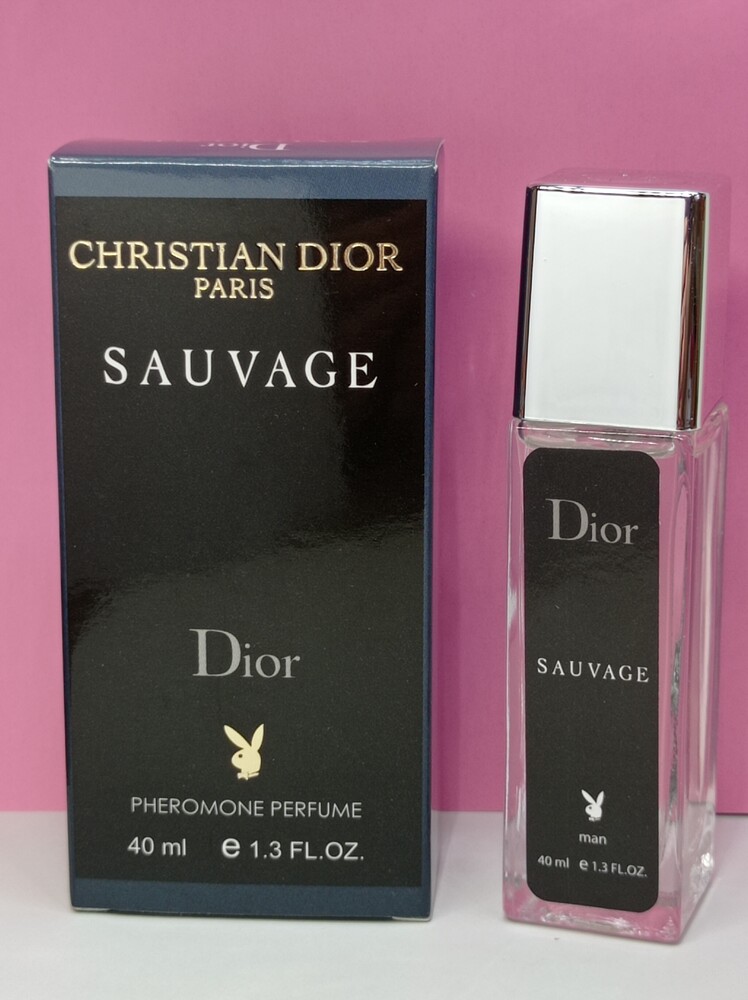 Dior
CHRISTIAN DIOR
PARIS
SAUVAGE
Dior
PHEROMONE PERFUME
40 ml e 1.3 FL.OZ.
Dior
SAUVAGE
man
40 ml e 1.3 FL.OZ.